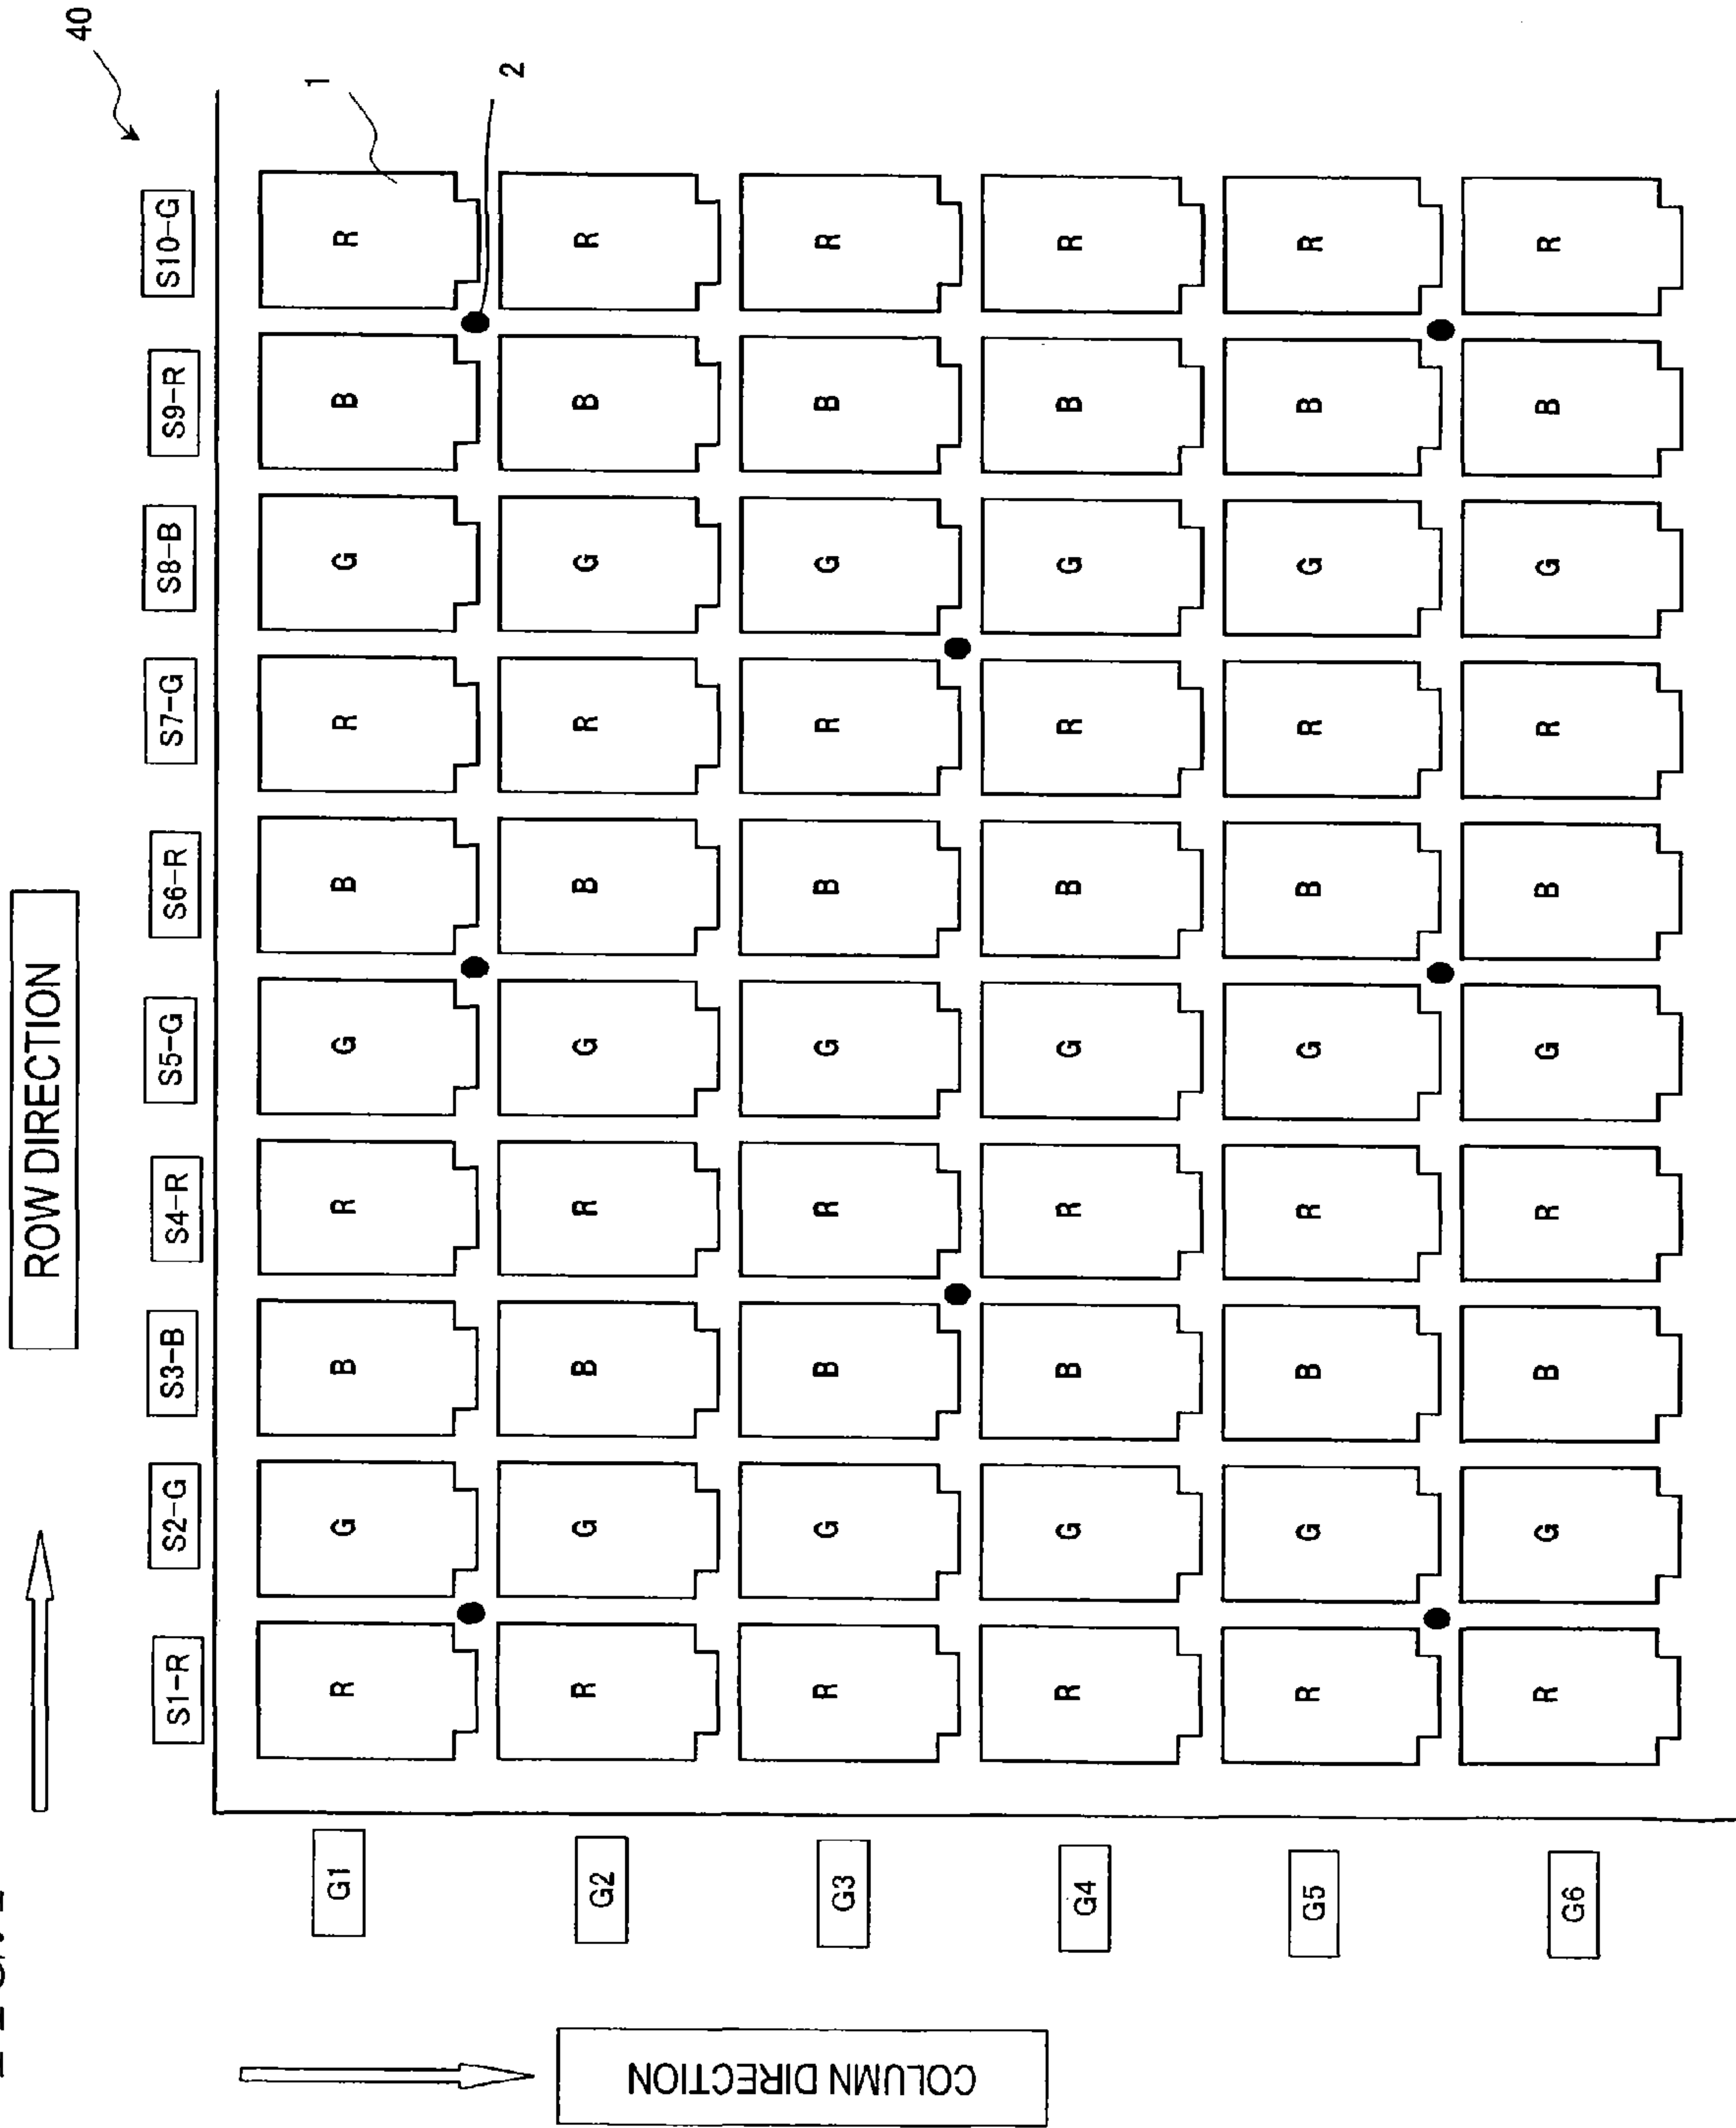 ROW DIRECTION
40
S1-R S2-G S3-B S4-R S5-G S6-R S7-G S8-B S9-R S10-G
1
G1 R G B R G B R G B R
2
G2 R G B R G B R G B R
G3 R G B R G B R G B R
G4 R G B R G B R G B R
G5 R G B R G B R G B R
G6 R G B R G B R G B R
COLUMN DIRECTION